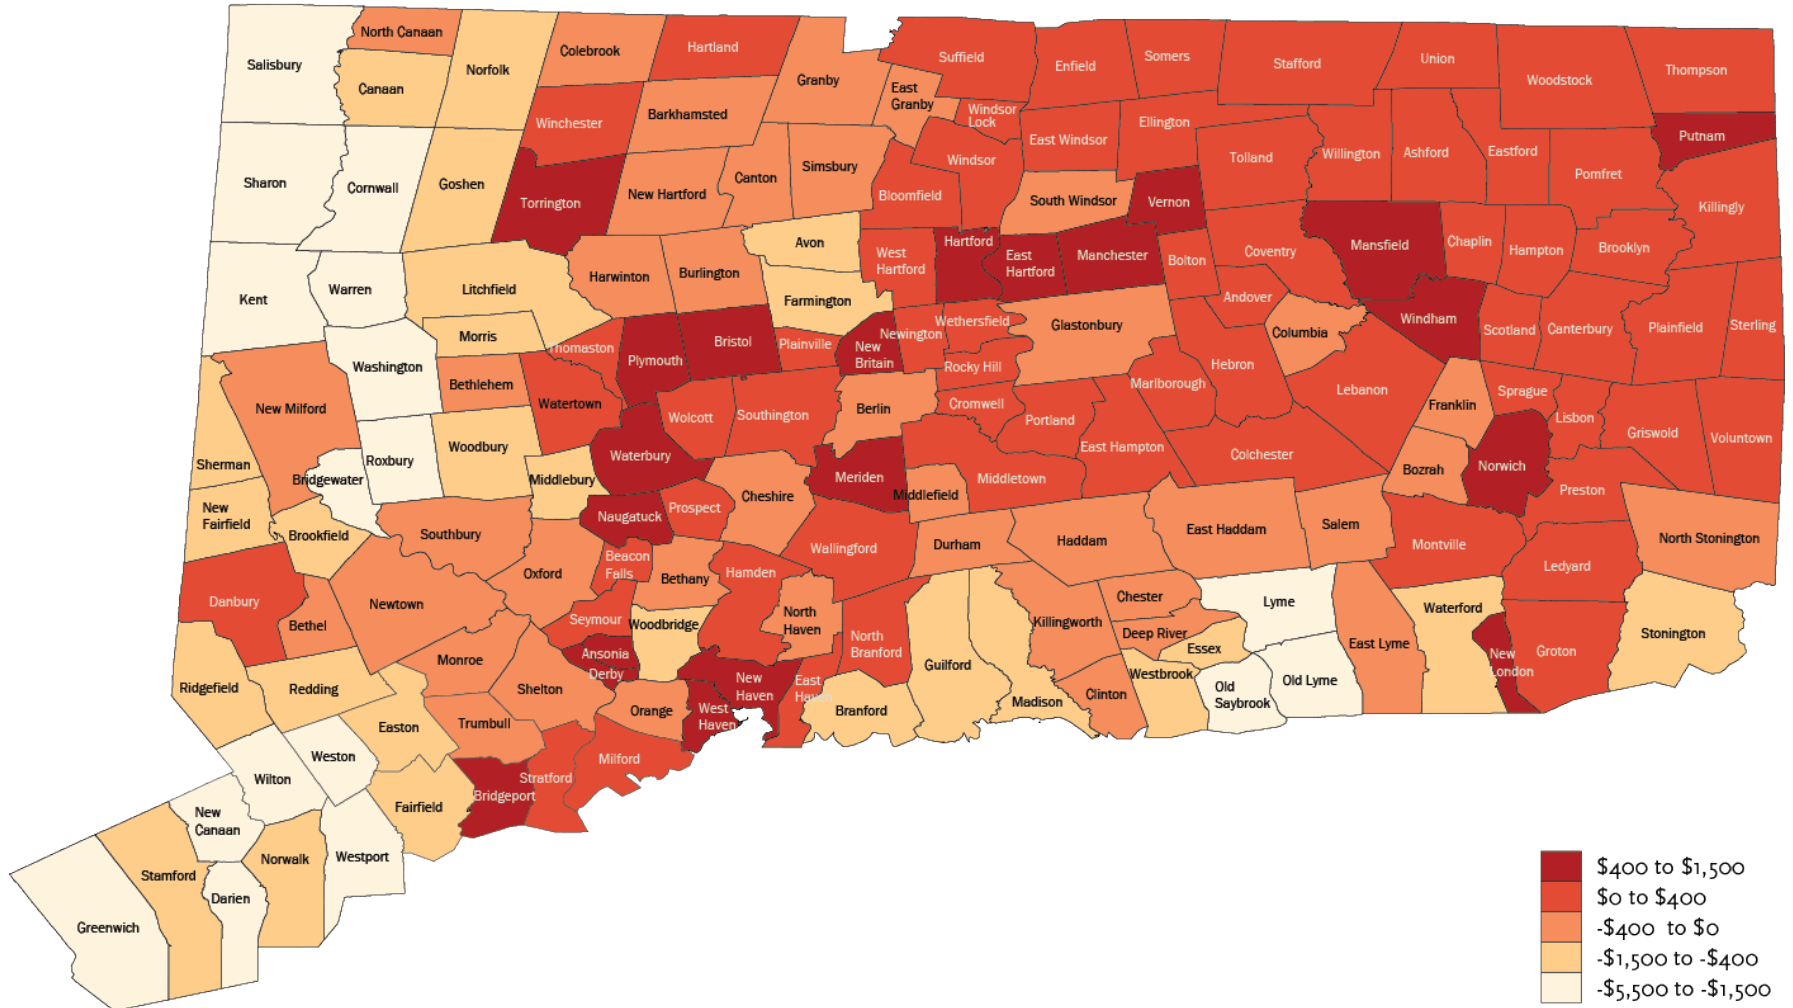 North Canaan
Salisbury
Canaan
Norfolk
Colebrook
Hartland
Granby
East
Granby
Suffield
Enfield
Somers
Stafford
Union
Woodstock
Thompson
Winchester
Barkhamsted
Windsor
Lock
East Windsor
Ellington
Tolland
Willington
Ashford
Eastford
Pomfret
Putnam
Sharon
Cornwall
Goshen
Torrington
New Hartford
Canton
Simsbury
Bloomfield
Windsor
South Windsor
Vernon
Killingly
Kent
Warren
Litchfield
Harwinton
Burlington
Avon
Farmington
West
Hartford
Hartford
East
Hartford
Manchester
Bolton
Coventry
Mansfield
Chaplin
Hampton
Brooklyn
Andover
Columbia
Windham
Scotland
Canterbury
Plainfield
Sterling
Morris
Washington
Bethlehem
Thomaston
Plymouth
Bristol
Plainville
New
Britain
Newington
Wethersfield
Rocky Hill
Glastonbury
Hebron
Marlborough
Lebanon
Franklin
Sprague
Lisbon
Griswold
Voluntown
New Milford
Watertown
Wolcott
Southington
Berlin
Cromwell
Portland
East Hampton
Colchester
Bozrah
Norwich
Preston
Sherman
Bridgewater
Roxbury
Woodbury
Middlebury
Waterbury
Cheshire
Meriden
Middlefield
Middletown
New
Fairfield
Brookfield
Southbury
Naugatuck
Prospect
Wallingford
Durham
Haddam
East Haddam
Salem
Montville
Ledyard
North Stonington
Danbury
Bethel
Newtown
Oxford
Beacon
Falls
Bethany
Hamden
Seymour
Woodbridge
North
Haven
North
Branford
Guilford
Madison
Killingworth
Chester
Deep River
Essex
Westbrook
Clinton
Lyme
Old Lyme
Old
Saybrook
East Lyme
Waterford
New
London
Groton
Stonington
Ridgefield
Redding
Monroe
Shelton
Ansonia
Derby
Orange
New
Haven
West
Haven
East
Haven
Branford
Easton
Trumbull
Milford
Stratford
Bridgeport
Fairfield
Weston
Wilton
New
Canaan
Norwalk
Westport
Stamford
Darien
Greenwich
$400 to $1,500
$0 to $400
-$400 to $0
-$1,500 to -$400
-$5,500 to -$1,500